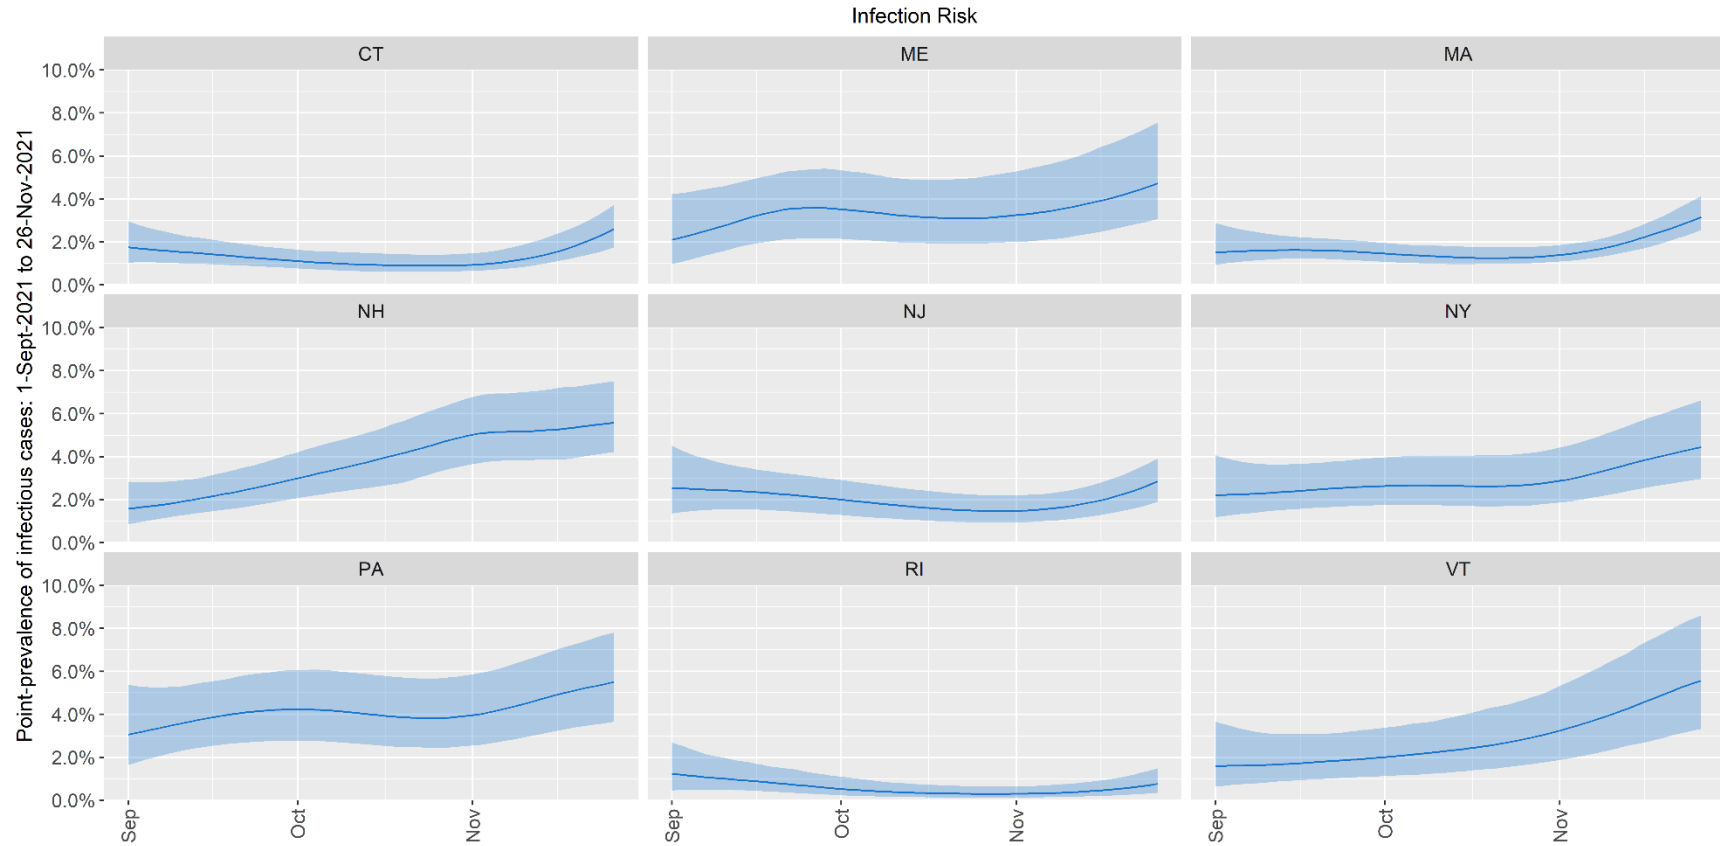 Infection Risk
Point-prevalence of infectious cases: 1-Sept-2021 to 26-Nov-2021
CT
ME
MA
10.0%
8.0%
6.0%
4.0%
2.0%
0.0%
NH
NJ
NY
10.0%
8.0%
6.0%
4.0%
2.0%
0.0%
PA
RI
VT
10.0%
8.0%
6.0%
4.0%
2.0%
0.0%
Sep
Oct
Nov
Sep
Oct
Nov
Sep
Oct
Nov